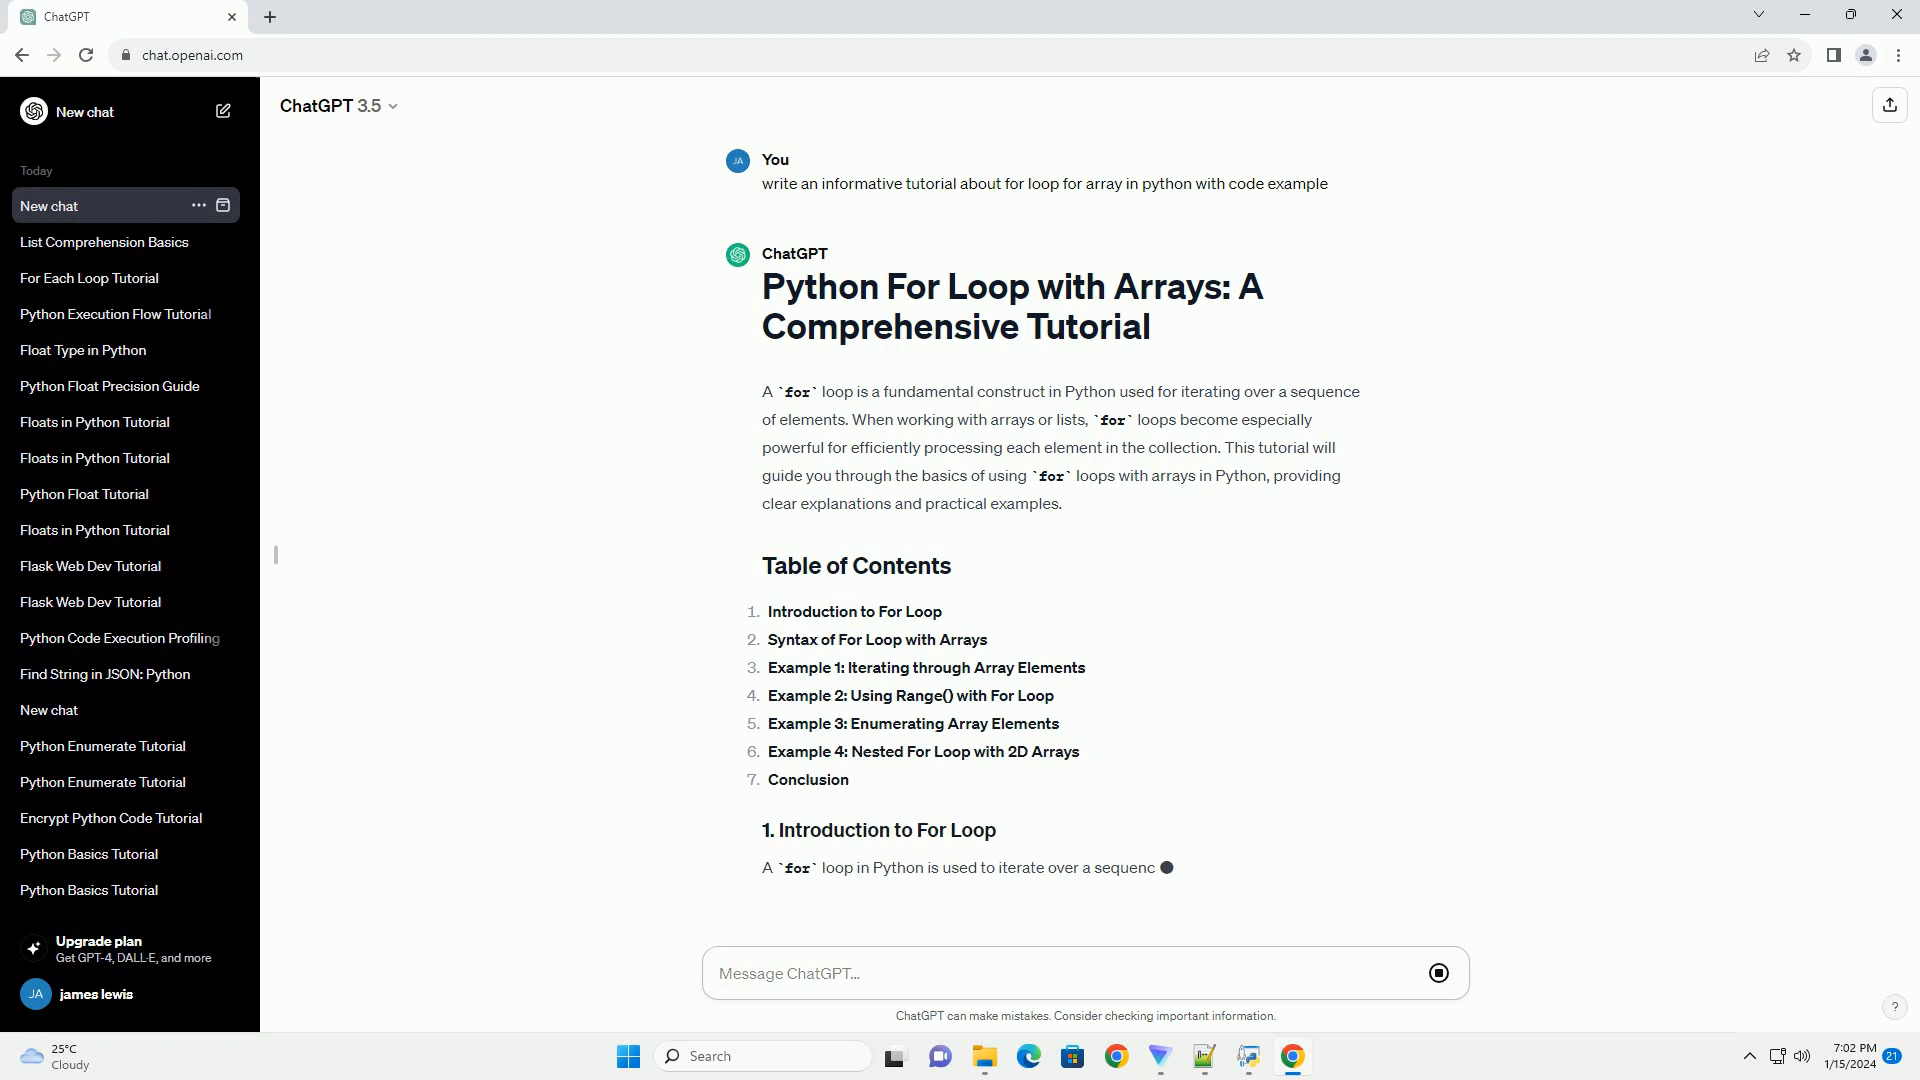 ChatGPT
chat.openai.com
New chat
Today
New chat
List Comprehension Basics
For Each Loop Tutorial
Python Execution Flow Tutorial
Float Type in Python
Python Float Precision Guide
Floats in Python Tutorial
Floats in Python Tutorial
Python Float Tutorial
Floats in Python Tutorial
Flask Web Dev Tutorial
Flask Web Dev Tutorial
Python Code Execution Profiling
Find String in JSON: Python
New chat
Python Enumerate Tutorial
Python Enumerate Tutorial
Encrypt Python Code Tutorial
Python Basics Tutorial
Python Basics Tutorial
Upgrade plan
Get GPT-4, DALL·E, and more
JA james lewis
ChatGPT 3.5
JA You
write an informative tutorial about for loop for array in python with code example
ChatGPT
Python For Loop with Arrays: A
Comprehensive Tutorial
A `for` loop is a fundamental construct in Python used for iterating over a sequence
of elements. When working with arrays or lists, `for` loops become especially
powerful for efficiently processing each element in the collection. This tutorial will
guide you through the basics of using `for` loops with arrays in Python, providing
clear explanations and practical examples.
Table of Contents
1. Introduction to For Loop
2. Syntax of For Loop with Arrays
3. Example 1: Iterating through Array Elements
4. Example 2: Using Range() with For Loop
5. Example 3: Enumerating Array Elements
6. Example 4: Nested For Loop with 2D Arrays
7. Conclusion
1. Introduction to For Loop
A `for` loop in Python is used to iterate over a sequenc
Message ChatGPT...
ChatGPT can make mistakes. Consider checking important information.
?
25°C
Cloudy
Search
7:02 PM
1/15/2024
21